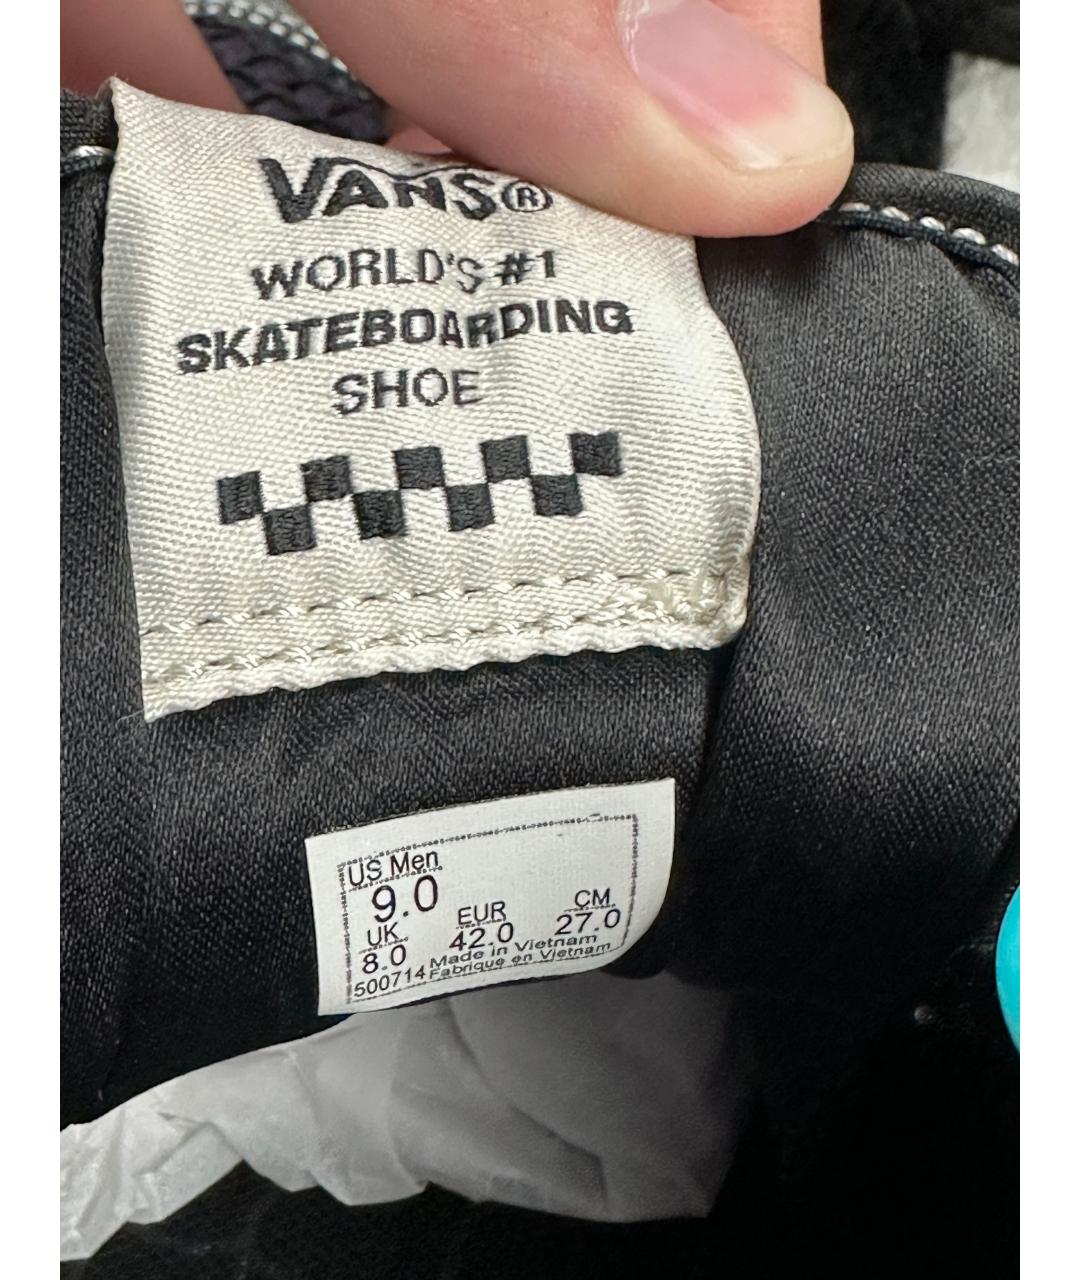 VANS®
WORLD'S #1
SKATEBOARDING
SHOE
US Men
9.0
UK EUR CM
8.0 42.0 27.0
Made in Vietnam
500714 Fabrique en Vietnam